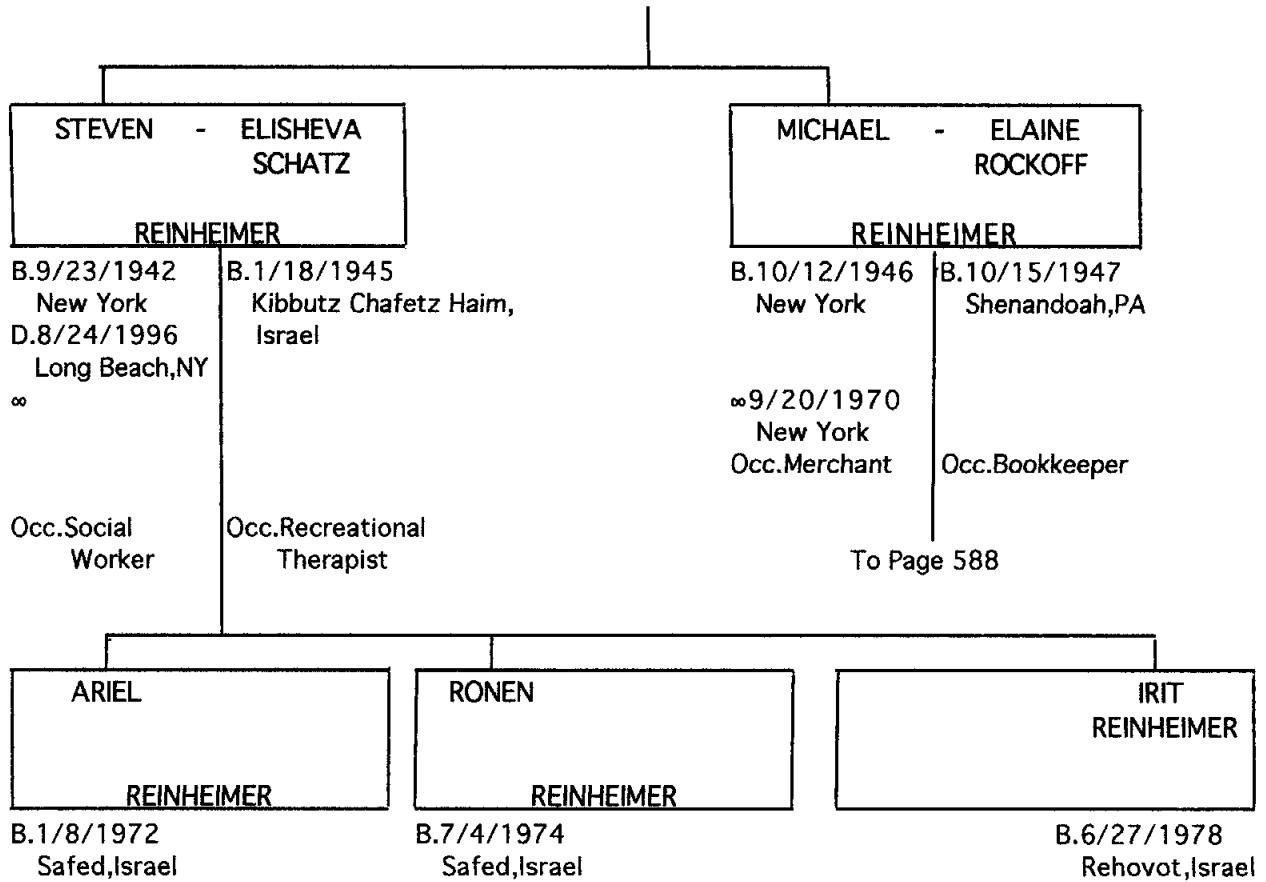 STEVEN - ELISHEVA
SCHATZ
REINHEIMER
B.9/23/1942 B.1/18/1945
New York Kibbutz Chafetz Haim,
D.8/24/1996 Israel
Long Beach,NY
∞
Occ.Social Occ.Recreational
Worker Therapist
MICHAEL - ELAINE
ROCKOFF
REINHEIMER
B.10/12/1946 B.10/15/1947
New York Shenandoah,PA
∞9/20/1970
New York
Occ.Merchant Occ.Bookkeeper
To Page 588
ARIEL
REINHEIMER
B.1/8/1972
Safed,Israel
RONEN
REINHEIMER
B.7/4/1974
Safed,Israel
IRIT
REINHEIMER
B.6/27/1978
Rehovot,Israel